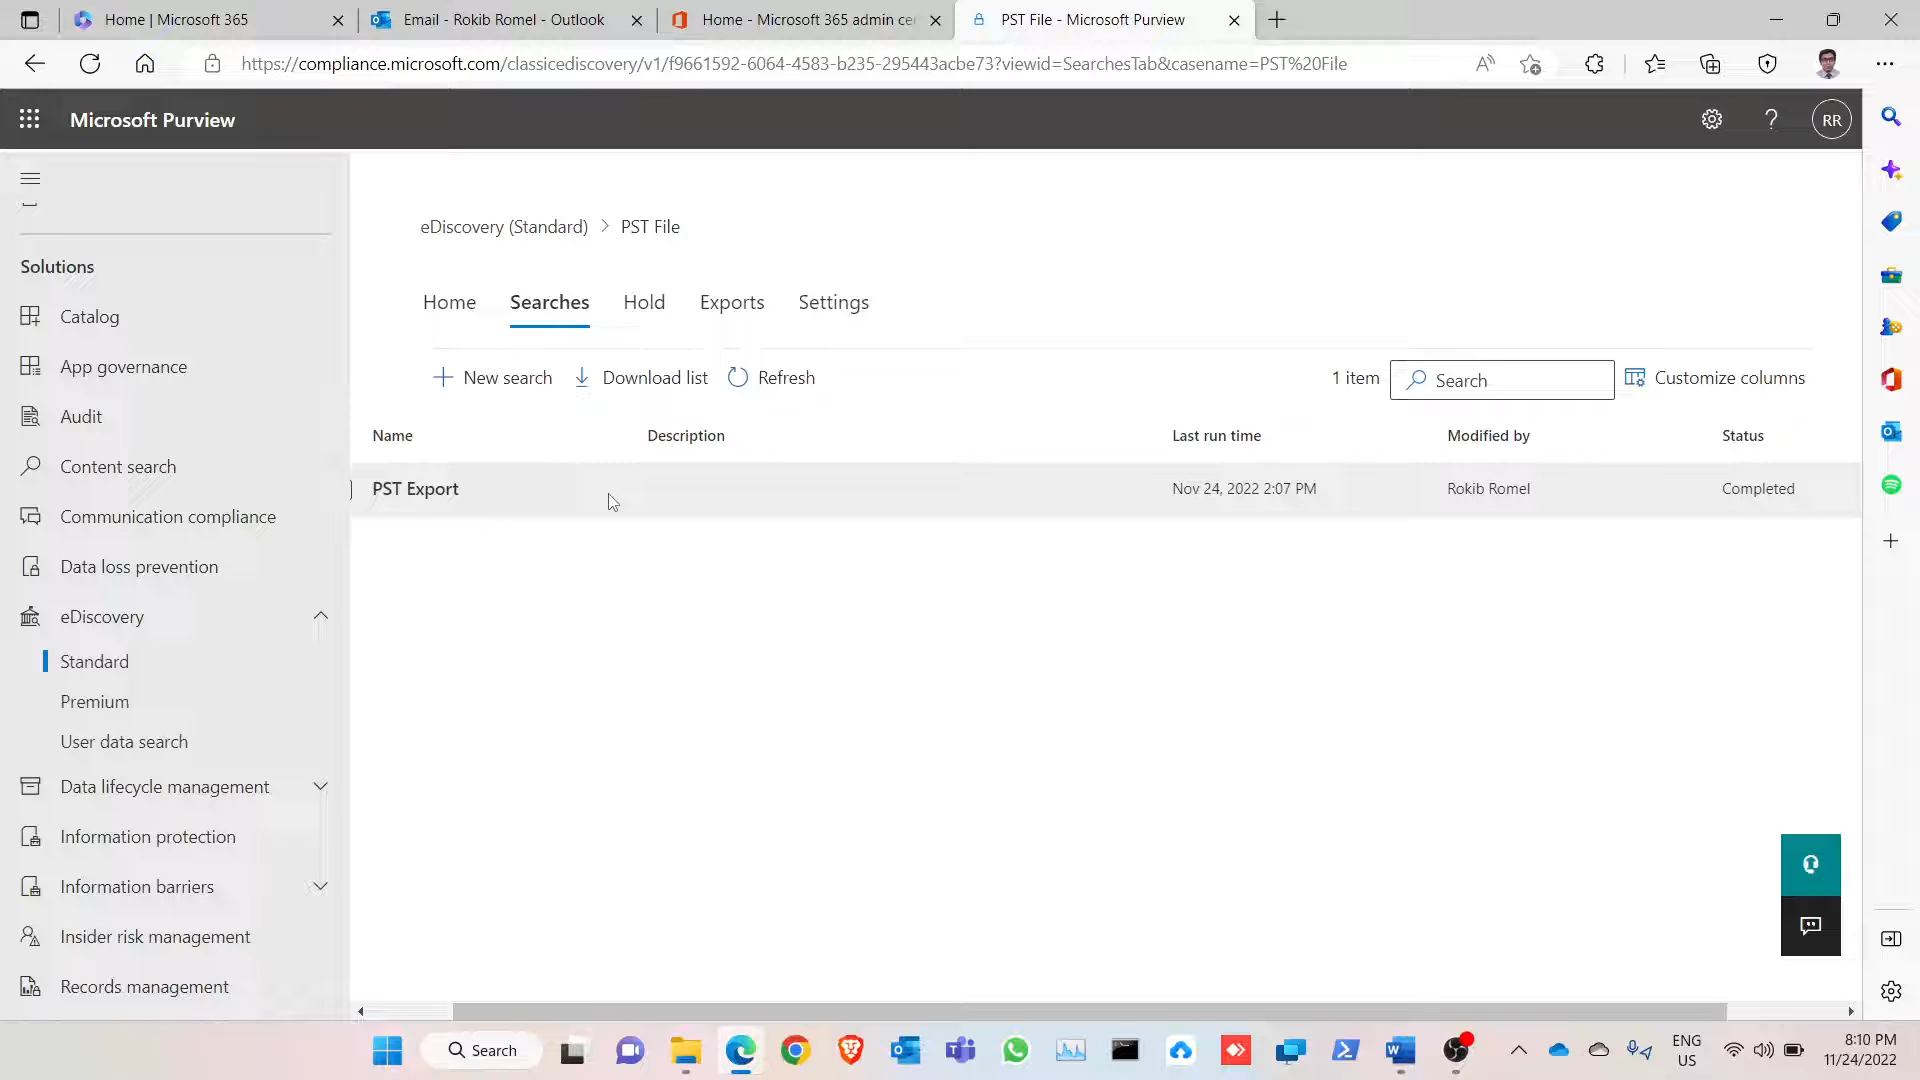 Home | Microsoft 365
Email - Rokib Romel - Outlook
Home - Microsoft 365 admin ce
PST File - Microsoft Purview
https://compliance.microsoft.com/classicediscovery/v1/f9661592-6064-4583-b235-295443acbe73?viewid=SearchesTab&casename=PST%20File
Microsoft Purview
RR
eDiscovery (Standard) > PST File
Solutions
Home Searches Hold Exports Settings
Catalog
App governance
New search Download list Refresh 1 item Search Customize columns
Audit
Name Description Last run time Modified by Status
Content search
PST Export Nov 24, 2022 2:07 PM Rokib Romel Completed
Communication compliance
Data loss prevention
eDiscovery
Standard
Premium
User data search
Data lifecycle management
Information protection
Information barriers
Insider risk management
Records management
Search
ENG
US
8:10 PM
11/24/2022